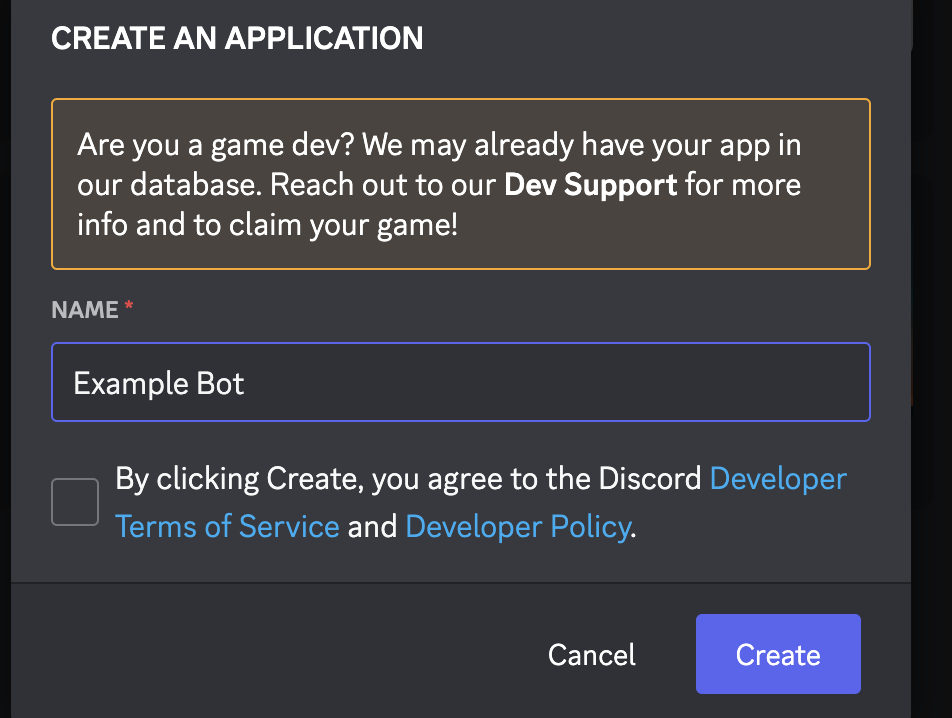 CREATE AN APPLICATION
Are you a game dev? We may already have your app in
our database. Reach out to our Dev Support for more
info and to claim your game!
NAME *
Example Bot
By clicking Create, you agree to the Discord Developer
Terms of Service and Developer Policy.
Cancel
Create